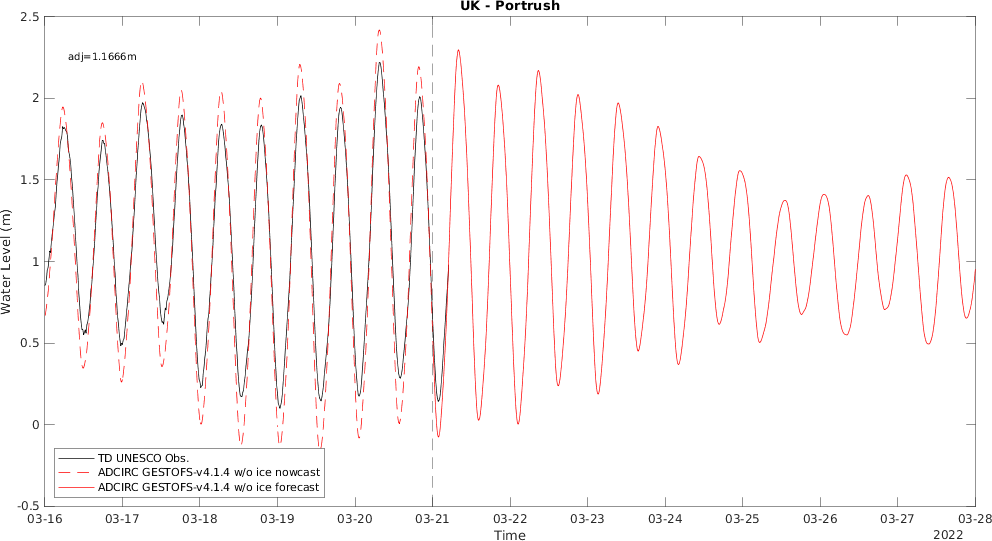 UK - Portrush
adj=1.1666m
Water Level (m)
2.5
2
1.5
1
0.5
0
-0.5
TD UNESCO Obs.
ADCIRC GESTOFS-v4.1.4 w/o ice nowcast
ADCIRC GESTOFS-v4.1.4 w/o ice forecast
03-16 03-17 03-18 03-19 03-20 03-21 03-22 03-23 03-24 03-25 03-26 03-27 03-28
Time
2022